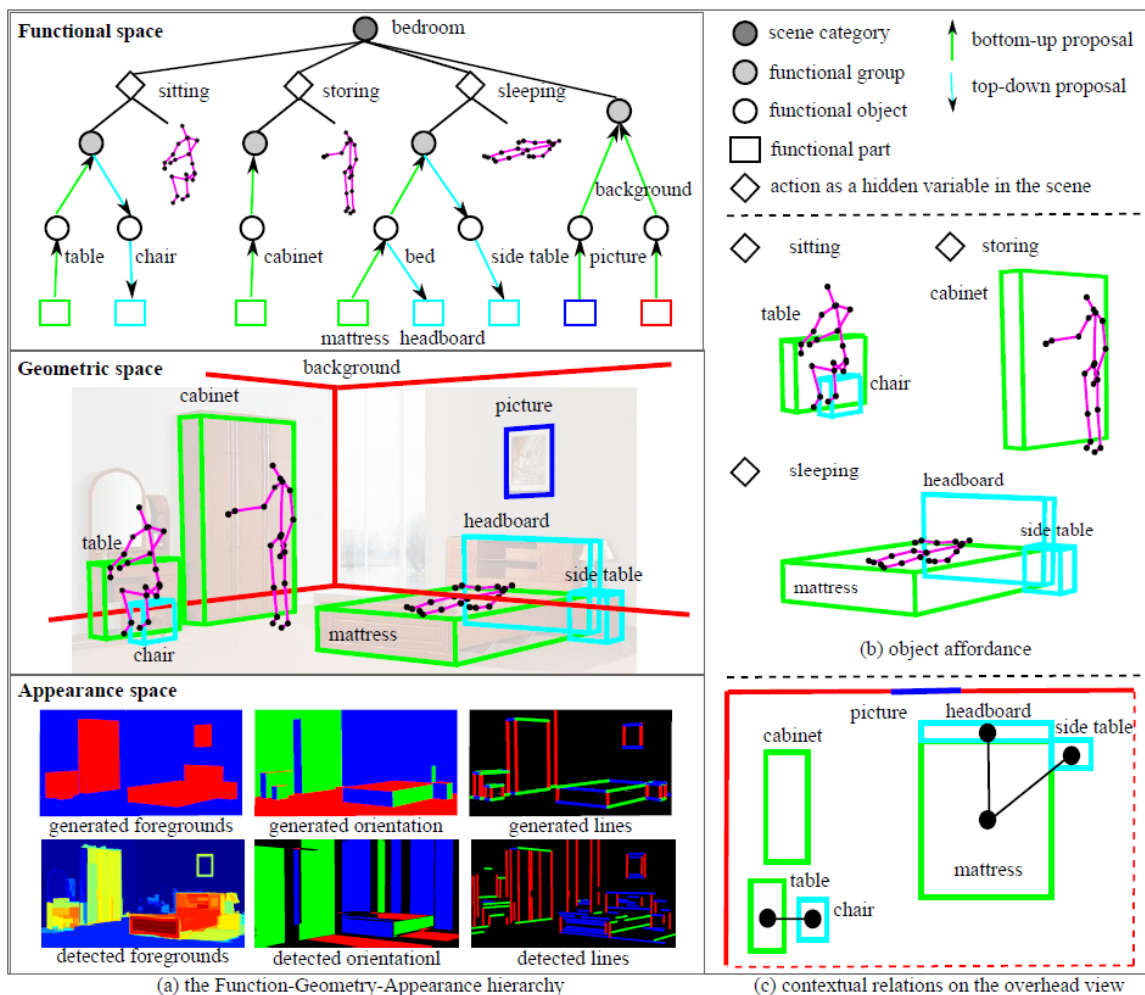 Functional space
bedroom
sitting
storing
sleeping
background
table
chair
cabinet
bed
side table
picture
mattress headboard
scene category
functional group
functional object
functional part
action as a hidden variable in the scene
bottom-up proposal
top-down proposal
Geometric space
background
cabinet
picture
headboard
table
side table
mattress
chair
sitting
storing
cabinet
table
chair
sleeping
headboard
side table
mattress
(b) object affordance
Appearance space
generated foregrounds
generated orientation
generated lines
detected foregrounds
detected orientationl
detected lines
(a) the Function-Geometry-Appearance hierarchy
picture
headboard
side table
cabinet
mattress
table
chair
(c) contextual relations on the overhead view